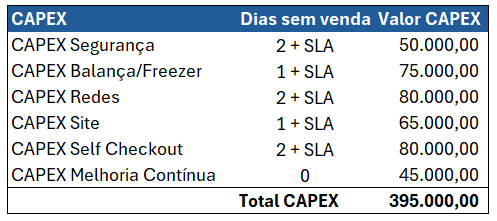 CAPEX Dias sem venda Valor CAPEX
CAPEX Segurança 2 + SLA 50.000,00
CAPEX Balança/Freezer 1 + SLA 75.000,00
CAPEX Redes 2 + SLA 80.000,00
CAPEX Site 1 + SLA 65.000,00
CAPEX Self Checkout 2 + SLA 80.000,00
CAPEX Melhoria Contínua 0 45.000,00
Total CAPEX 395.000,00